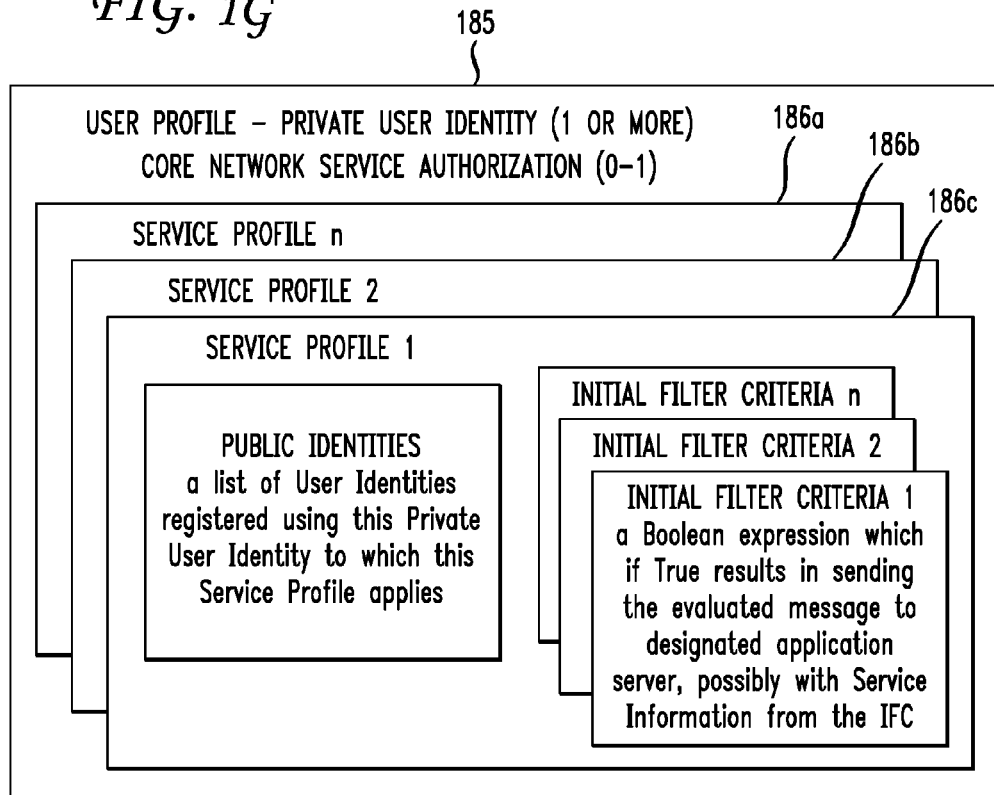 FIG. 1G
185
USER PROFILE – PRIVATE USER IDENTITY (1 OR MORE)
CORE NETWORK SERVICE AUTHORIZATION (0–1)
186a
186b
186c
SERVICE PROFILE n
SERVICE PROFILE 2
SERVICE PROFILE 1
PUBLIC IDENTITIES
a list of User Identities
registered using this Private
User Identity to which this
Service Profile applies
INITIAL FILTER CRITERIA n
INITIAL FILTER CRITERIA 2
INITIAL FILTER CRITERIA 1
a Boolean expression which
if True results in sending
the evaluated message to
designated application
server, possibly with Service
Information from the IFC